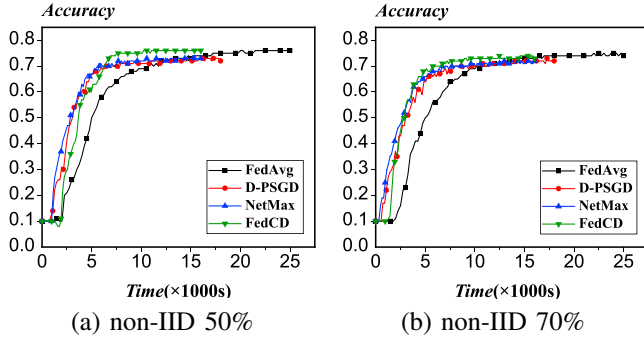 Accuracy
0.8
0.7
0.6
0.5
0.4
0.3
0.2
0.1
0.0
FedAvg
D-PSGD
NetMax
FedCD
0 5 10 15 20 25
Time(×1000s)
(a) non-IID 50%
Accuracy
0.8
0.7
0.6
0.5
0.4
0.3
0.2
0.1
0.0
FedAvg
D-PSGD
NetMax
FedCD
0 5 10 15 20 25
Time(×1000s)
(b) non-IID 70%